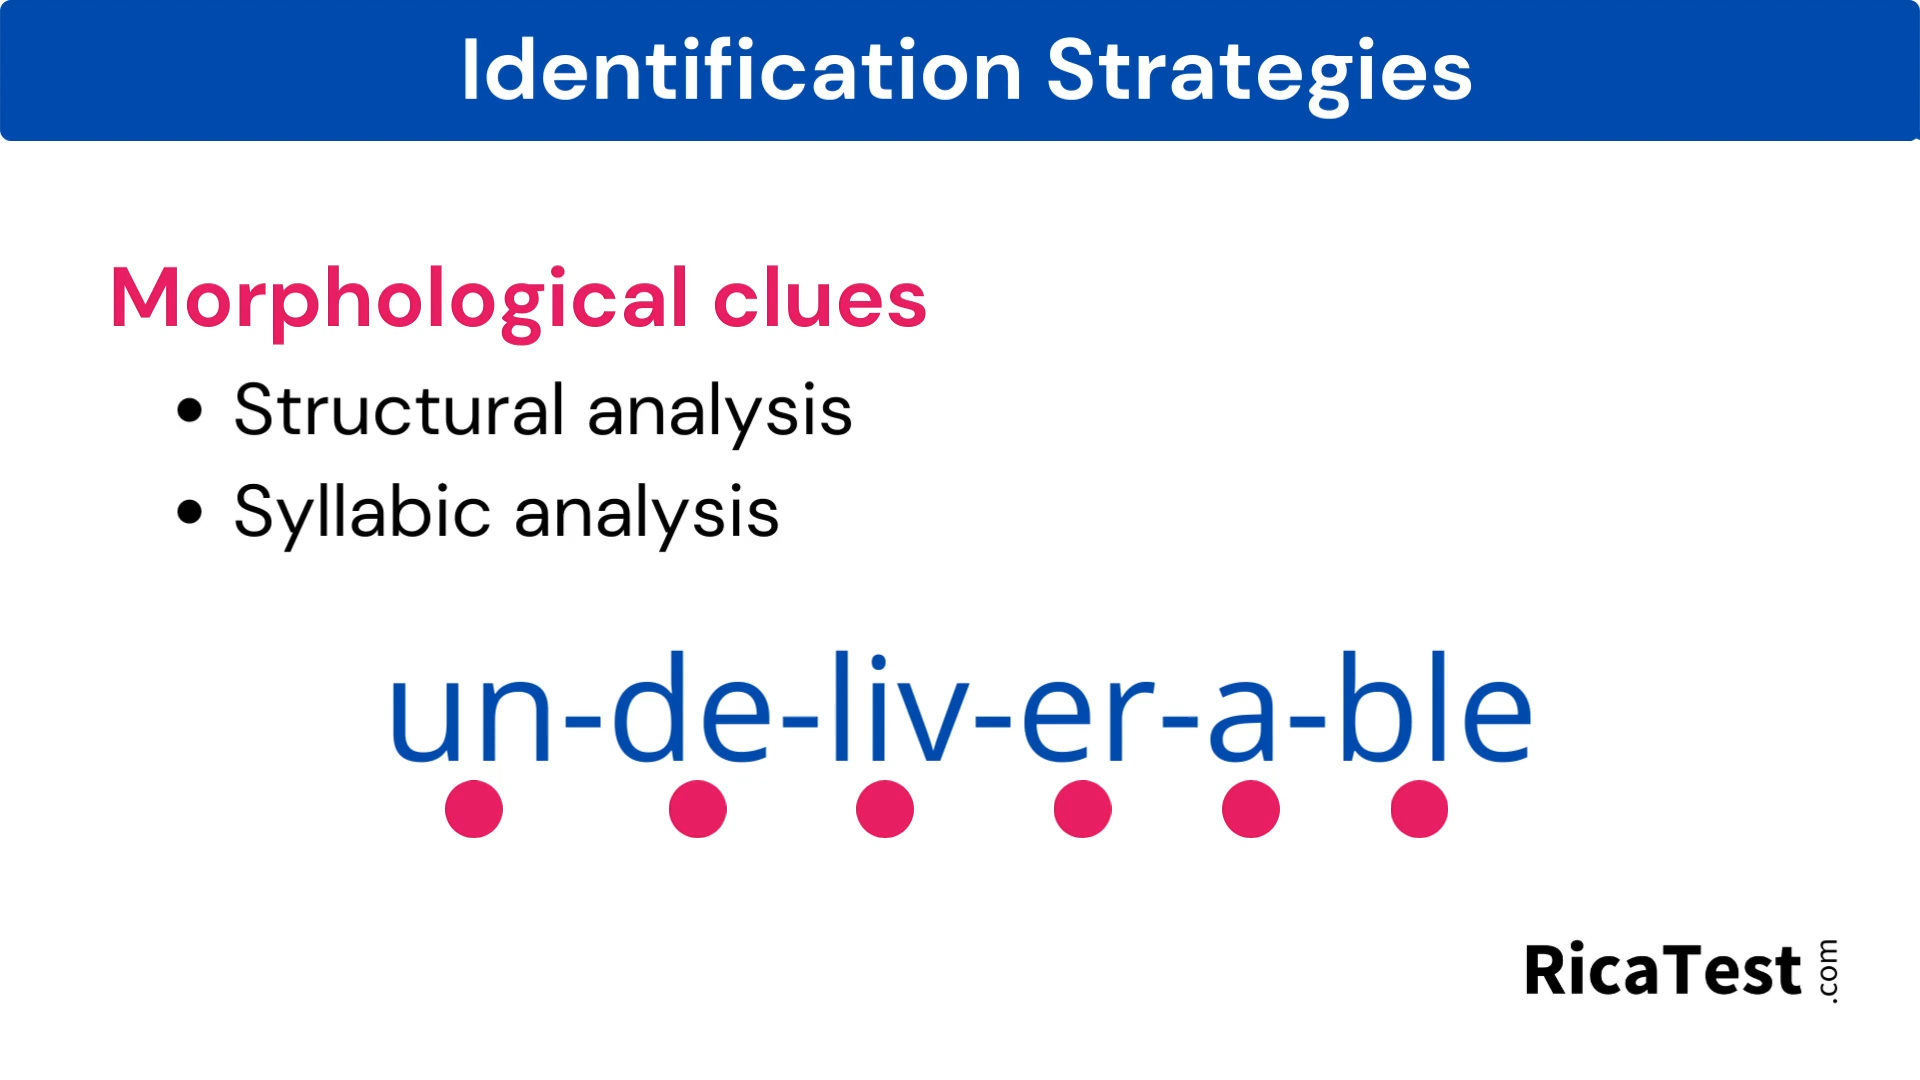 Identification Strategies
Morphological clues
• Structural analysis
• Syllabic analysis
un-de-liv-er-a-ble
RicaTest.com